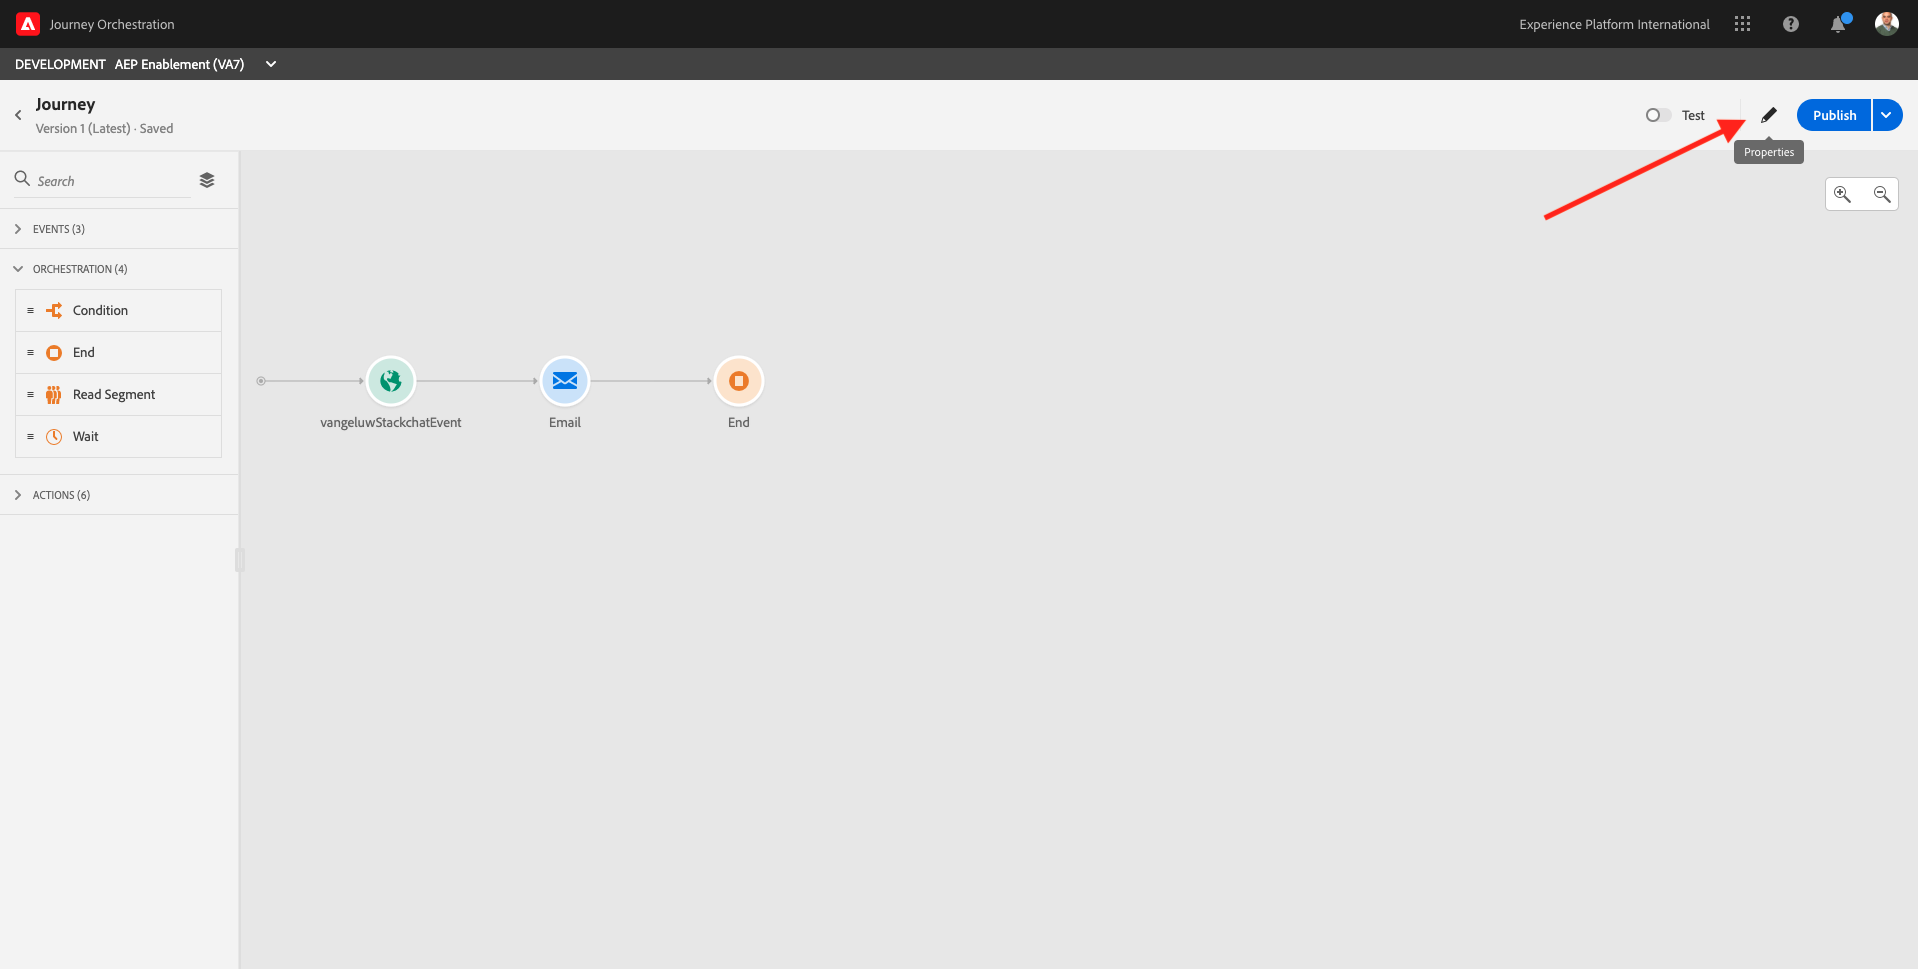 Journey Orchestration
Experience Platform International
DEVELOPMENT AEP Enablement (VA7)
Journey
Version 1 (Latest) · Saved
Test
Publish
Properties
Search
EVENTS (3)
ORCHESTRATION (4)
Condition
End
Read Segment
Wait
ACTIONS (6)
vangeluwStackchatEvent
Email
End